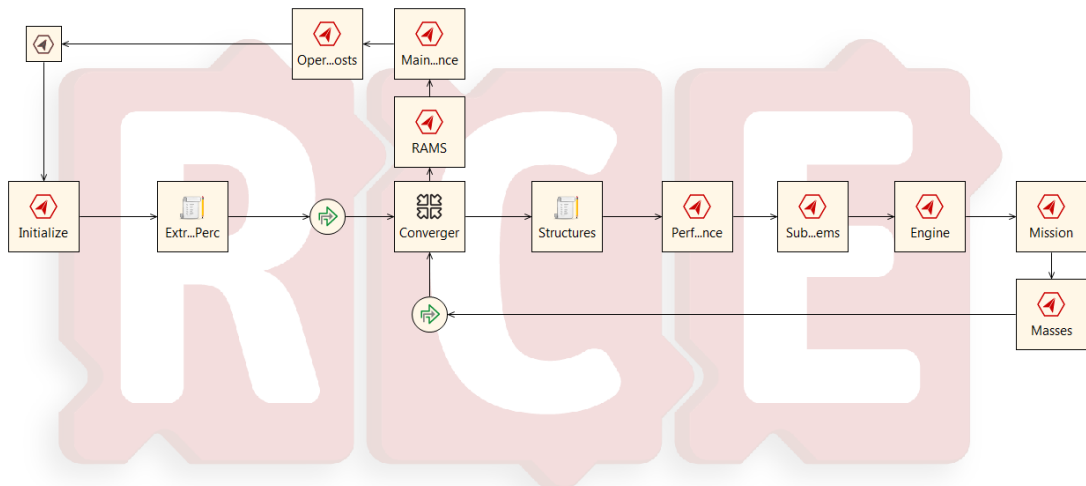 Oper...osts
Main...nce
RAMS
Initialize
Extr...Perc
Converger
Structures
Perf...nce
Sub...ems
Engine
Mission
Masses
RCE